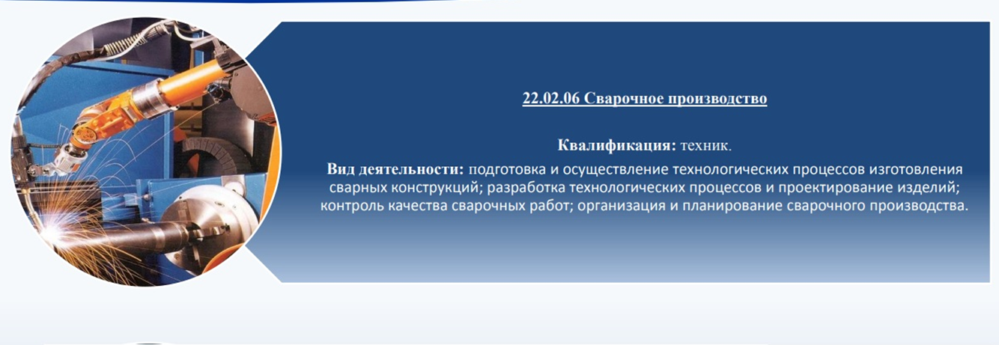 22.02.06 Сварочное производство
Квалификация: техник.
Вид деятельности: подготовка и осуществление технологических процессов изготовления
сварных конструкций; разработка технологических процессов и проектирование изделий;
контроль качества сварочных работ; организация и планирование сварочного производства.